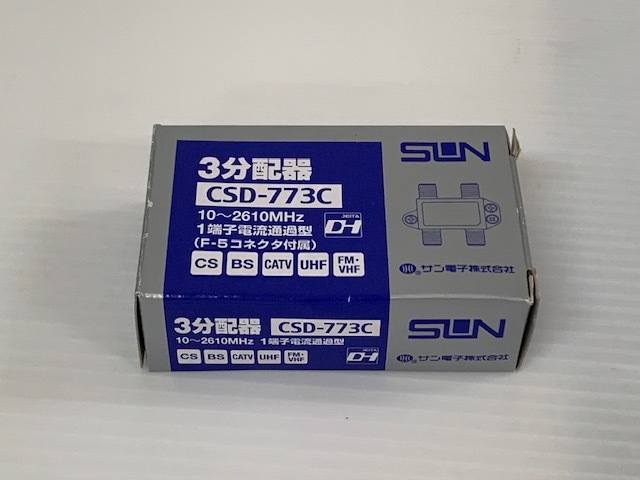 3分配器
CSD-773C
10～2610MHz
1端子電流通過型
(F-5コネクタ付属)
JEITA
DH
CS BS CATV UHF FM・VHF
SUN
サン電子株式会社
3分配器 CSD-773C
10～2610MHz 1端子電流通過型
JEITA
DH
CS BS CATV UHF FM・VHF
SUN
サン電子株式会社